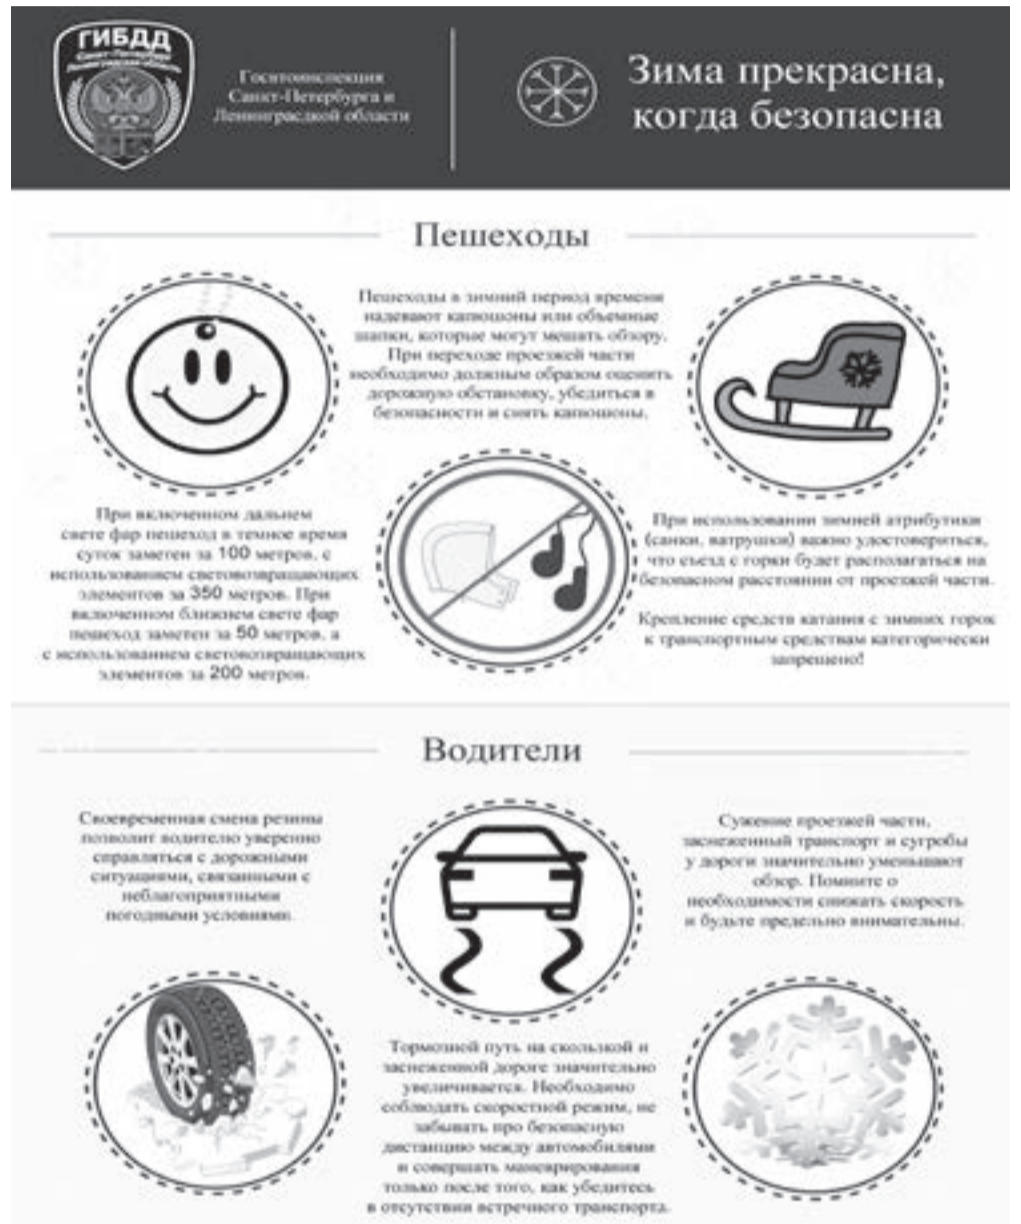 ГИБДД
Санкт-Петербург
Ленинградская область
Госнтоинспекция
Санкт-Петербурга и
Ленинграсдкой области
Зима прекрасна,
когда безопасна
Пешеходы
Пешеходы в зимний период времени
надевают капюшоны или объемные
шапки, которые могут мешать обзору.
При переходе проезжей части
необходимо должным образом оценить
дорожную обстановку, убедиться в
безопасности и снять капюшоны.
При включенном дальнем
свете фар пешеход в темное время
суток заметен за 100 метров, с
использованием световозвращающих
элементов за 350 метров. При
включенном ближнем свете фар
пешеход заметен за 50 метров, а
с использованием световозвращающих
элементов за 200 метров.
При использовании зимней атрибутики
(санки, ватрушки) важно удостовериться,
что съезд с горки будет располагаться на
безопасном расстоянии от проезжей части.
Крепление средств катания с зимних горок
к транспортным средствам категорически
запрещено!
Водители
Своевременная смена резины
позволит водителю уверенно
справляться с дорожными
ситуациями, связанными с
неблагоприятными
погодными условиями.
Сужение проезжей части,
заснеженный транспорт и сугробы
у дороги значительно уменьшают
обзор. Помните о
необходимости снижать скорость
и будьте предельно внимательны.
Тормозной путь на скользкой и
заснеженной дороге значительно
увеличивается. Необходимо
соблюдать скоростной режим, не
забывать про безопасную
дистанцию между автомобилями
и совершать маневрирования
только после того, как убедитесь
в отсутствии встречного транспорта.